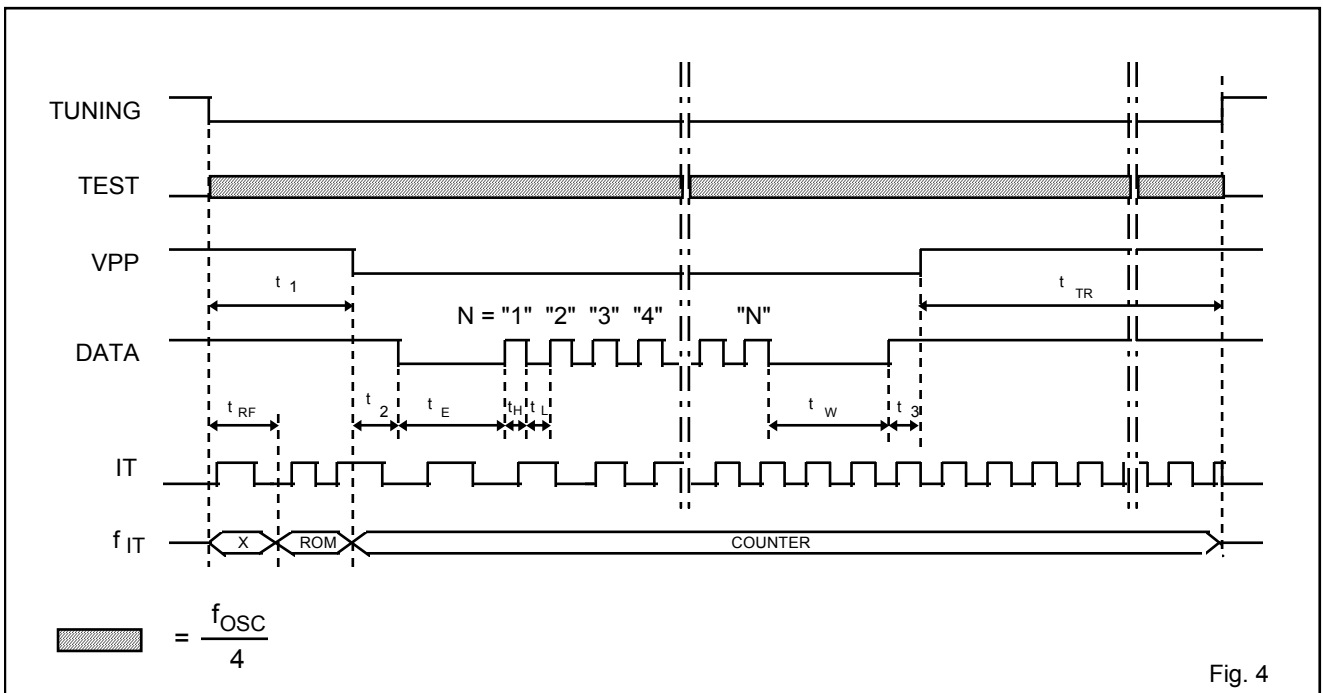 TUNING
TEST
VPP
t 1
t TR
N = "1" "2" "3" "4" "N"
DATA
t RF
t 2
t E
t H
t L
t W
t 3
IT
f IT
X
ROM
COUNTER
= fOSC
4
Fig. 4